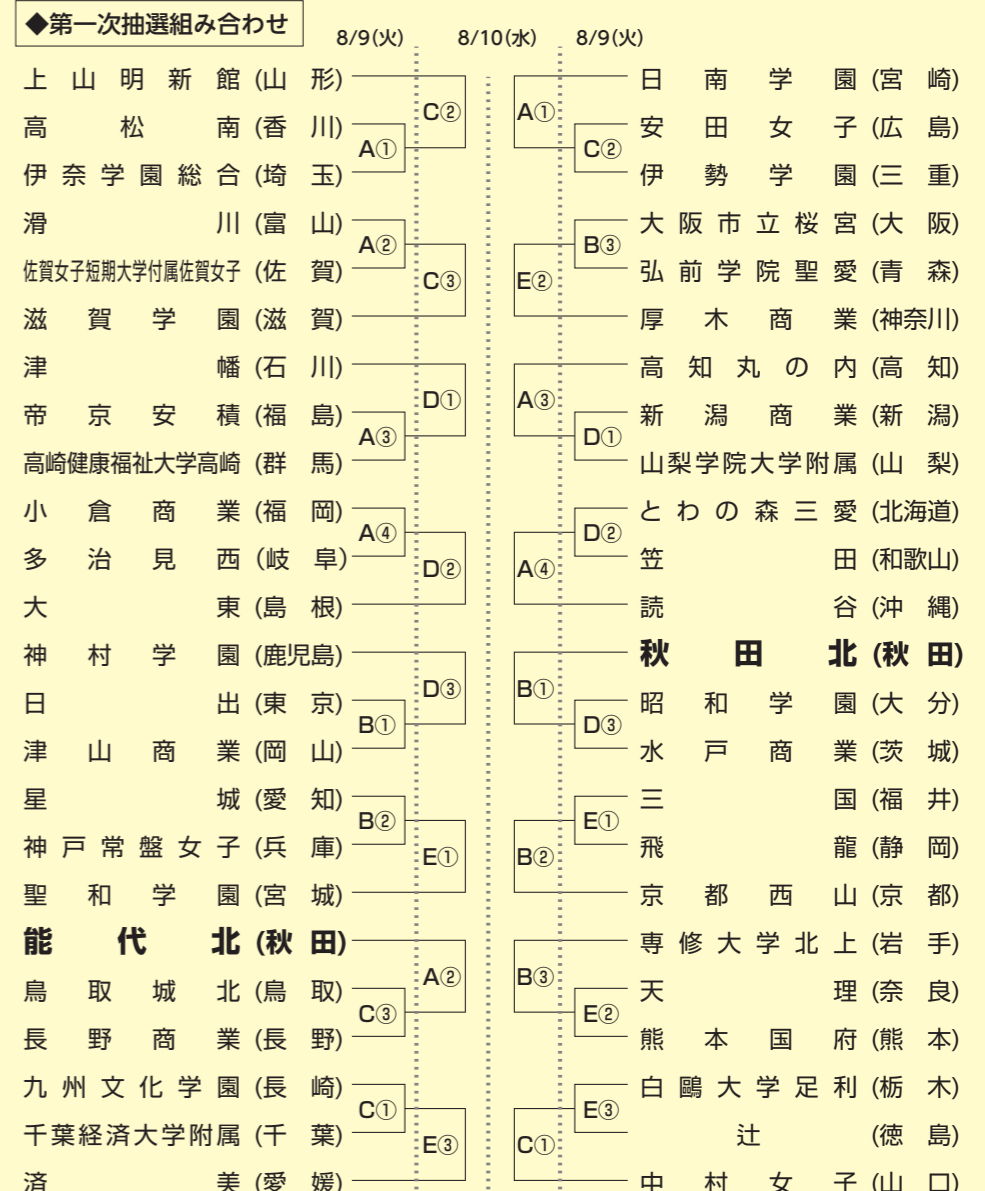 ◆第一次抽選組み合わせ
8/9(火) 8/10(水) 8/9(火)
上山明新館(山形)
高松南(香川)
伊奈学園総合(埼玉)
滑川(富山)
佐賀女子短期大学付属佐賀女子(佐賀)
滋賀学園(滋賀)
津幡(石川)
帝京安積(福島)
高崎健康福祉大学高崎(群馬)
小倉商業(福岡)
多治見西(岐阜)
大東(島根)
神村学園(鹿児島)
日出(東京)
津山商業(岡山)
星城(愛知)
神戸常盤女子(兵庫)
聖和学園(宮城)
能代北(秋田)
鳥取城北(鳥取)
長野商業(長野)
九州文化学園(長崎)
千葉経済大学附属(千葉)
済美(愛媛)
A①
A②
A③
A④
B①
B②
C③
C①
C②
C③
D①
D②
D③
E①
A②
E③
A①
E②
A③
A④
B①
B②
B③
C①
C②
B③
D①
D②
D③
E①
E②
E③
日南学園(宮崎)
安田女子(広島)
伊勢学園(三重)
大阪市立桜宮(大阪)
弘前学院聖愛(青森)
厚木商業(神奈川)
高知丸の内(高知)
新潟商業(新潟)
山梨学院大学附属(山梨)
とわの森三愛(北海道)
笠田(和歌山)
読谷(沖縄)
秋田北(秋田)
昭和学園(大分)
水戸商業(茨城)
三国(福井)
飛龍(静岡)
京都西山(京都)
専修大学北上(岩手)
天理(奈良)
熊本国府(熊本)
白鷗大学足利(栃木)
辻(徳島)
中村女子(山口)